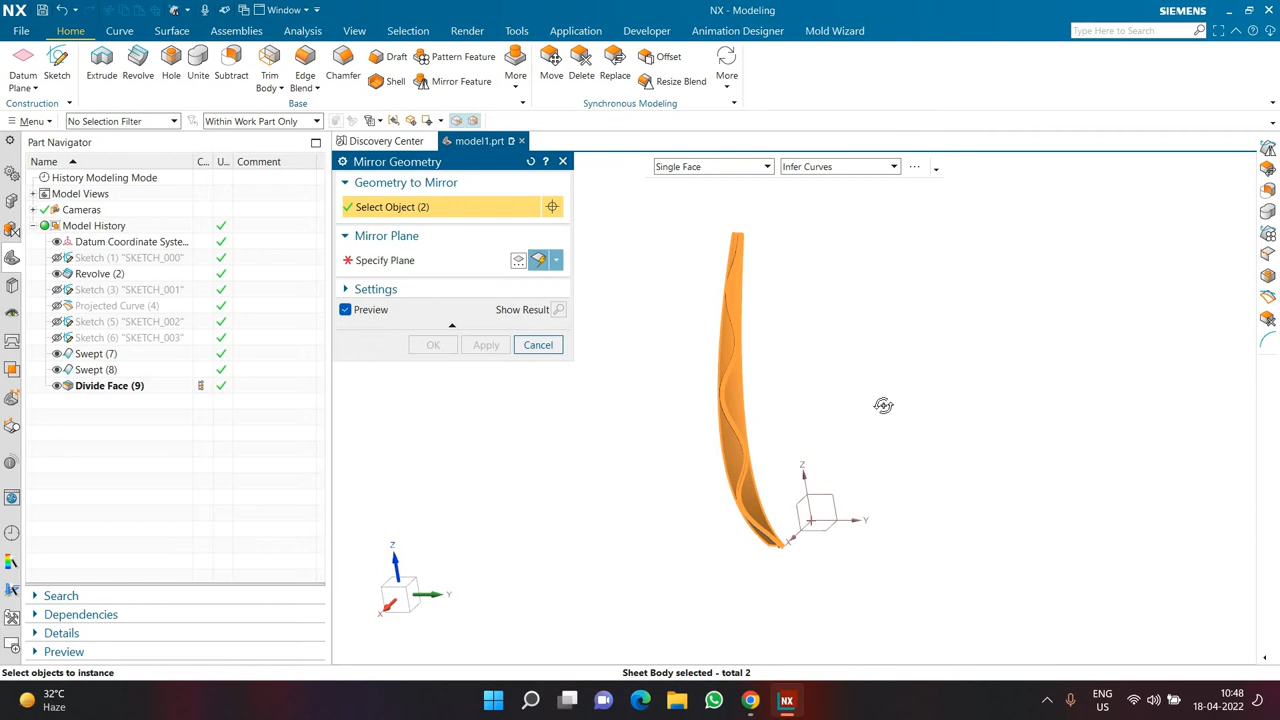 NX
Window
NX - Modeling
SIEMENS
File
Home
Curve
Surface
Assemblies
Analysis
View
Selection
Render
Tools
Application
Developer
Animation Design
Mold Wizard
Type here to search
Datum Plane
Sketch
Extrude
Revolve
Hole
Unite
Subtract
Trim Body
Edge Blend
Chamfer
Draft
Shell
Pattern Feature
Mirror Feature
More
Move
Delete
Replace
Offset
Resize Blend
More
Construction
Base
Synchronous Modeling
Menu
No Selection Filter
Within Work Part Only
Part Navigator
Discovery Center
model1.prt
Name
C...
U...
Comment
History Modeling Mode
Model Views
Cameras
Model History
Datum Coordinate Syste...
Sketch (1) "SKETCH_000"
Revolve (2)
Sketch (3) "SKETCH_001"
Projected Curve (4)
Sketch (5) "SKETCH_002"
Sketch (6) "SKETCH_003"
Swept (7)
Swept (8)
Divide Face (9)
Search
Dependencies
Details
Preview
Mirror Geometry
Geometry to Mirror
Select Object (2)
Mirror Plane
Specify Plane
Settings
Preview
Show Result
OK
Apply
Cancel
Single Face
Infer Curves
Z
Y
X
Z
Y
X
Select objects to instance
Sheet Body selected - total 2
32°C
Haze
NX
ENG
US
10:48
18-04-2022